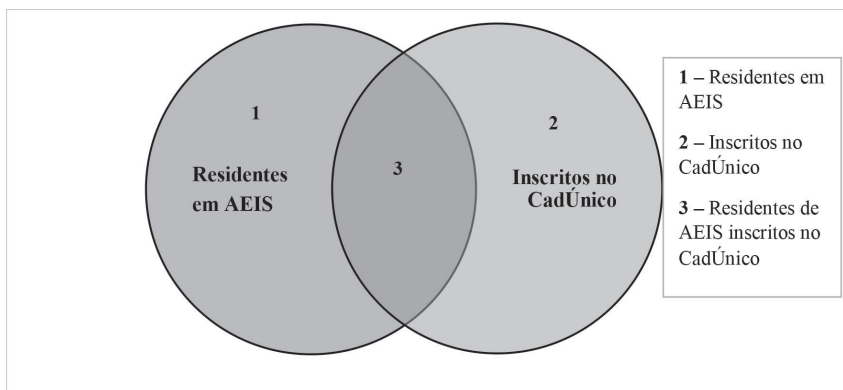 1
Residentes
em AEIS
3
2
Inscritos no
CadÚnico
1 – Residentes em
AEIS
2 – Inscritos no
CadÚnico
3 – Residentes de
AEIS inscritos no
CadÚnico